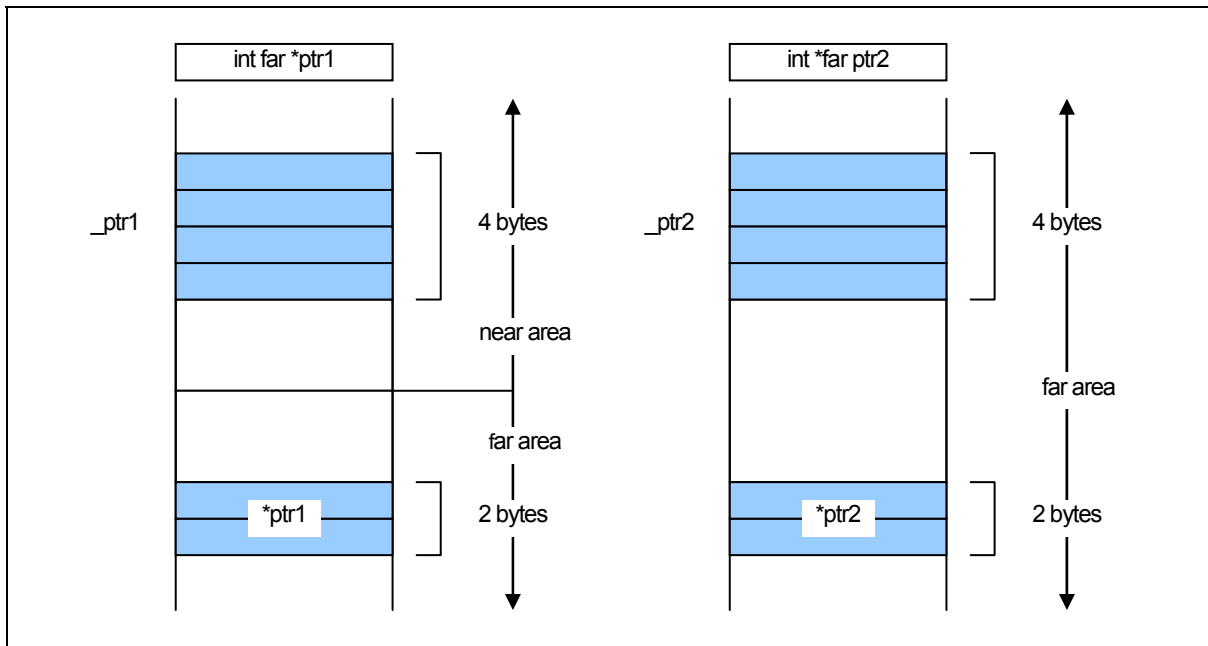 int far *ptr1
_ptr1
4 bytes
near area
far area
*ptr1
2 bytes
int *far ptr2
_ptr2
4 bytes
far area
*ptr2
2 bytes